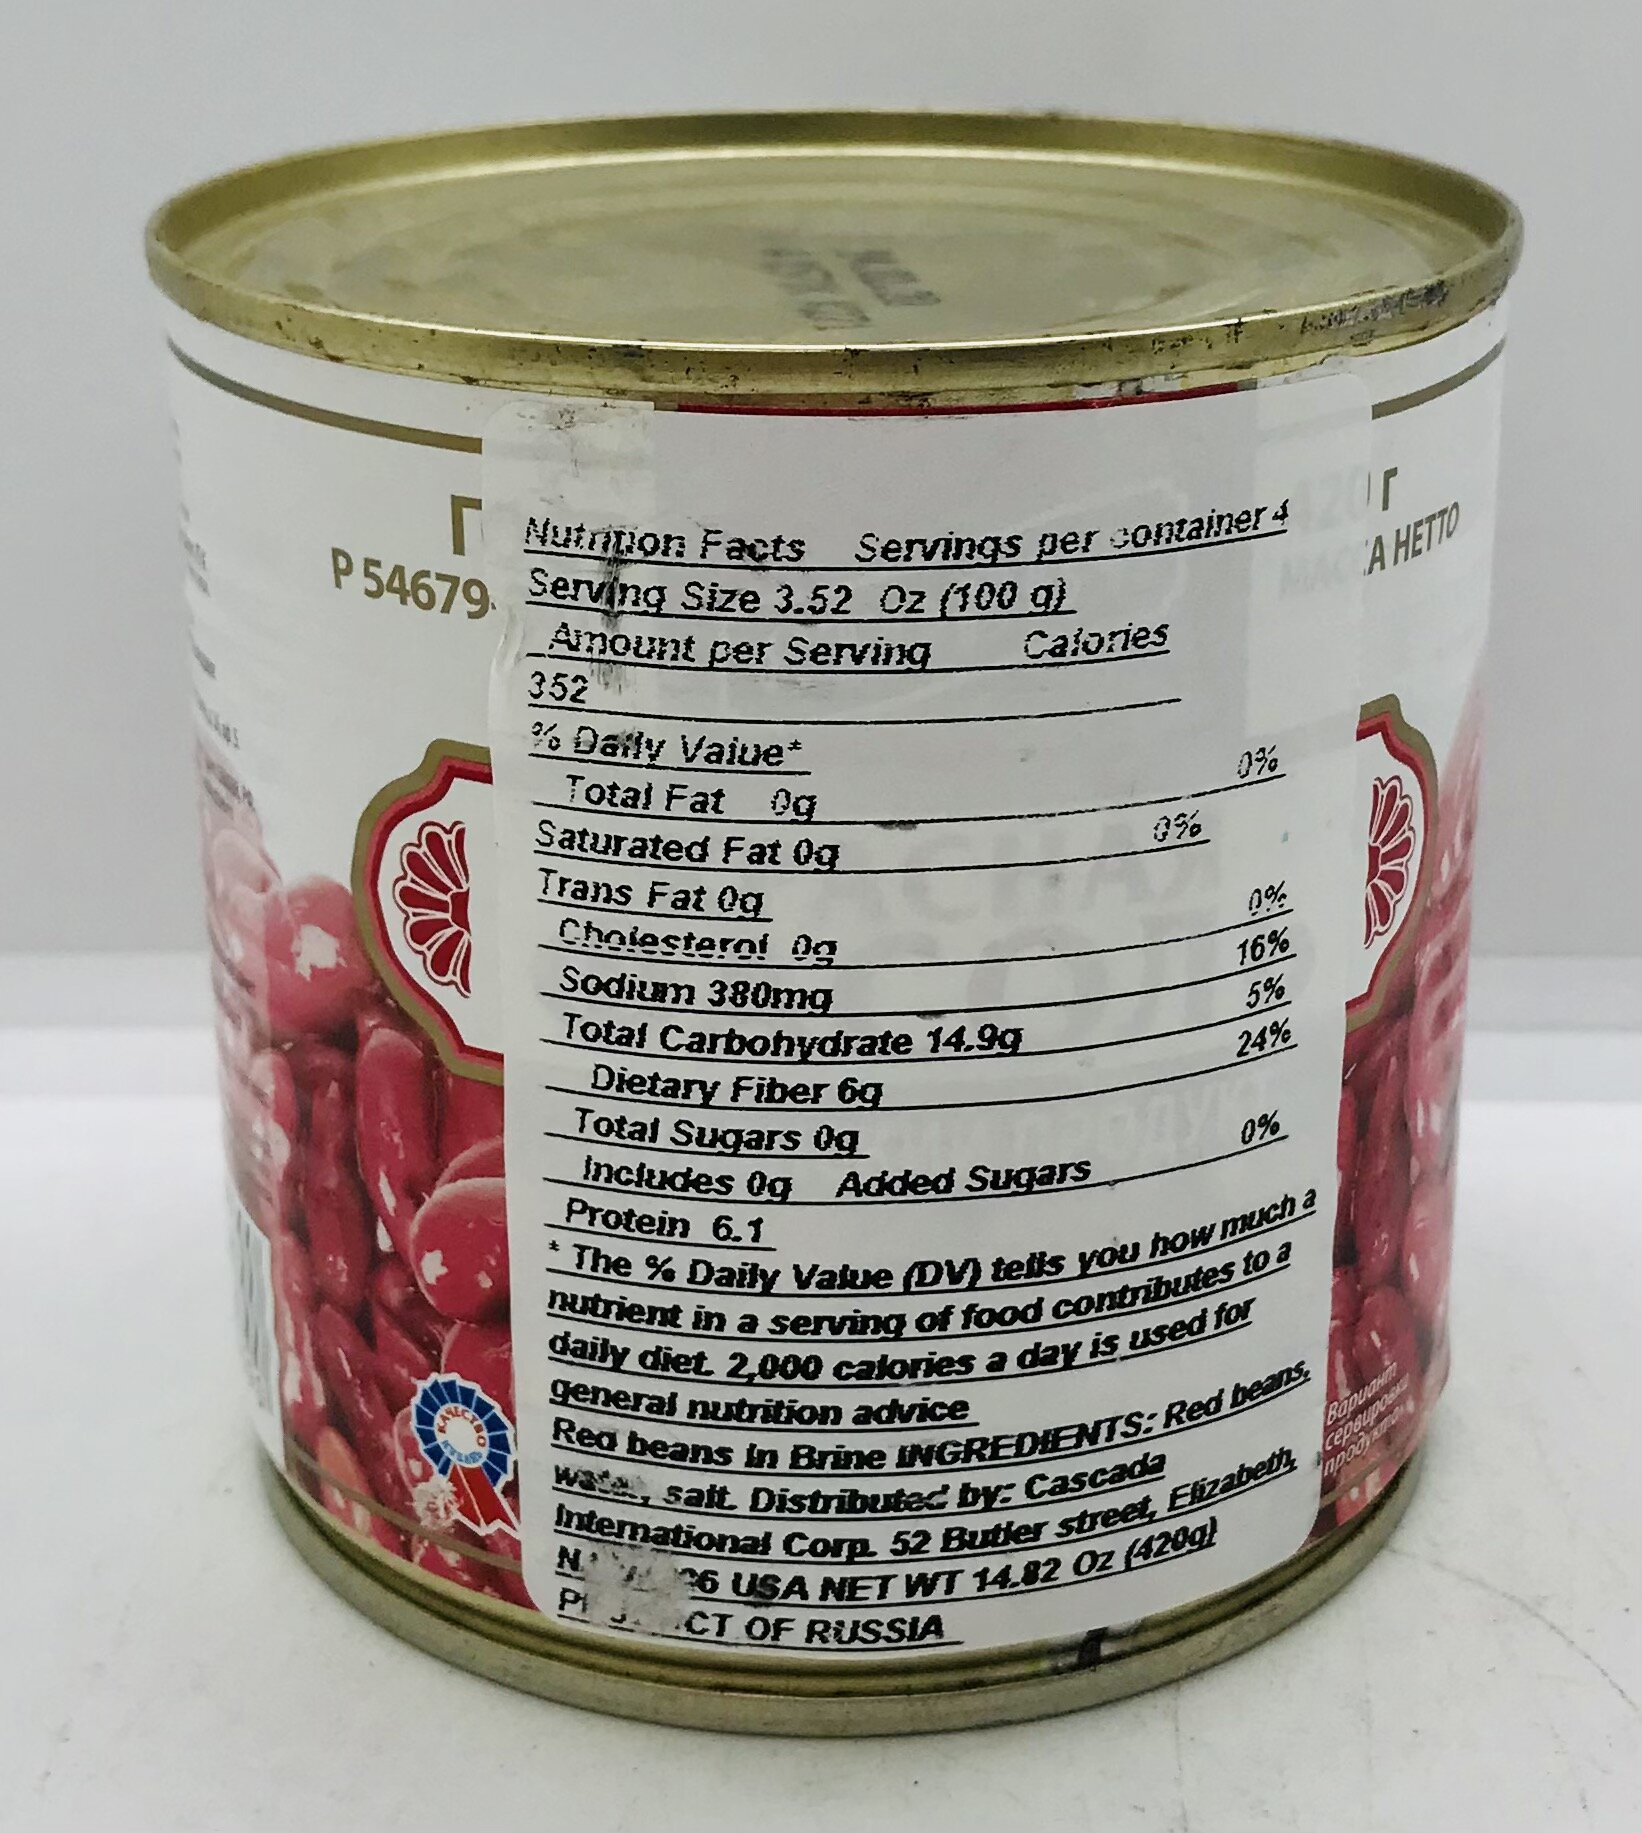 Г
Р 54679-
Г
А НЕТТО
Nutrition Facts Servings per container 4
Serving Size 3.52 Oz (100 g)
Amount per Serving Calories
352
% Daily Value*
Total Fat 0g 0%
Saturated Fat 0g 0%
Trans Fat 0g
Cholesterol 0g 0%
Sodium 380mg 16%
Total Carbohydrate 14.9g 5%
Dietary Fiber 6g 24%
Total Sugars 0g
Includes 0g Added Sugars 0%
Protein 6.1
* The % Daily Value (DV) tells you how much a
nutrient in a serving of food contributes to a
daily diet. 2,000 calories a day is used for
general nutrition advice
Red beans In Brine INGREDIENTS: Red beans,
water, salt. Distributed by: Cascada
International Corp. 52 Butler street, Elizabeth,
USA NET WT 14.82 Oz (420g)
CT OF RUSSIA
КАЧЕСТВО
Вариант
сервировки
продукта